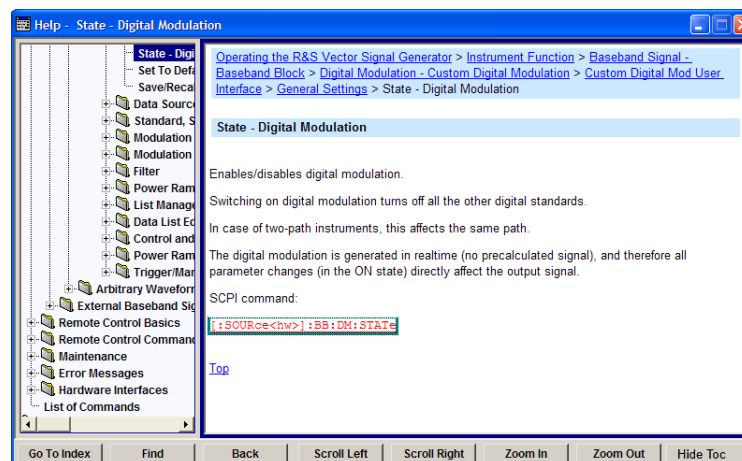 Help - State - Digital Modulation
State - Digi
Set To Defa
Save/Recal
Data Source
Standard, S
Modulation
Modulation
Filter
Power Ram
List Manage
Data List Ed
Control and
Power Ram
Trigger/Mar
Arbitrary Waveforr
External Baseband Sig
Remote Control Basics
Remote Control Command
Maintenance
Error Messages
Hardware Interfaces
List of Commands
Operating the R&S Vector Signal Generator > Instrument Function > Baseband Signal -
Baseband Block > Digital Modulation - Custom Digital Modulation > Custom Digital Mod User
Interface > General Settings > State - Digital Modulation
State - Digital Modulation
Enables/disables digital modulation.
Switching on digital modulation turns off all the other digital standards.
In case of two-path instruments, this affects the same path.
The digital modulation is generated in realtime (no precalculated signal), and therefore all
parameter changes (in the ON state) directly affect the output signal.
SCPI command:
[:SOURce<hw>]:BB:DM:STATe
Top
Go To Index Find Back Scroll Left Scroll Right Zoom In Zoom Out Hide Toc